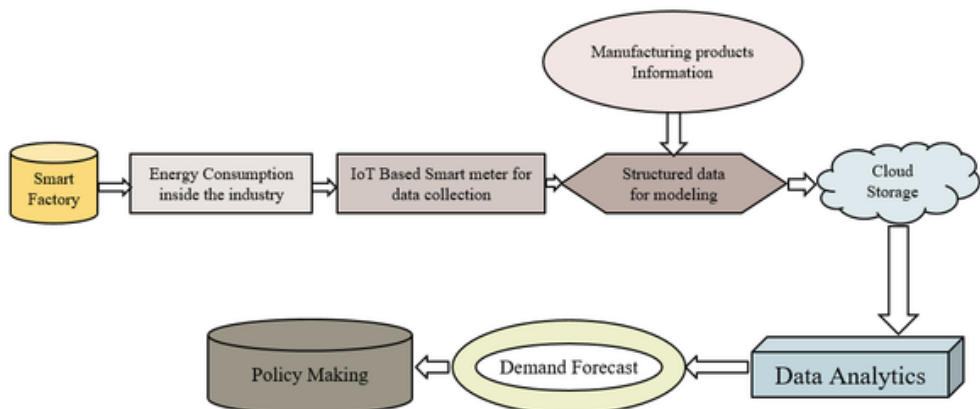 Manufacturing products
Information
Smart
Factory
Energy Consumption
inside the industry
IoT Based Smart meter for
data collection
Structured data
for modeling
Cloud
Storage
Policy Making
Demand Forecast
Data Analytics